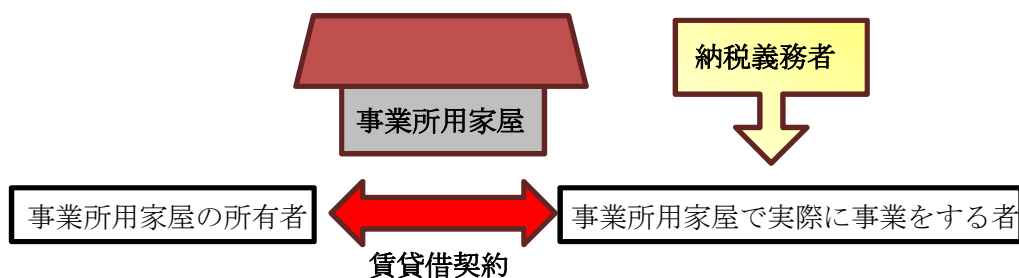 納税義務者
事業所用家屋
事業所用家屋の所有者
事業所用家屋で実際に事業をする者
賃貸借契約